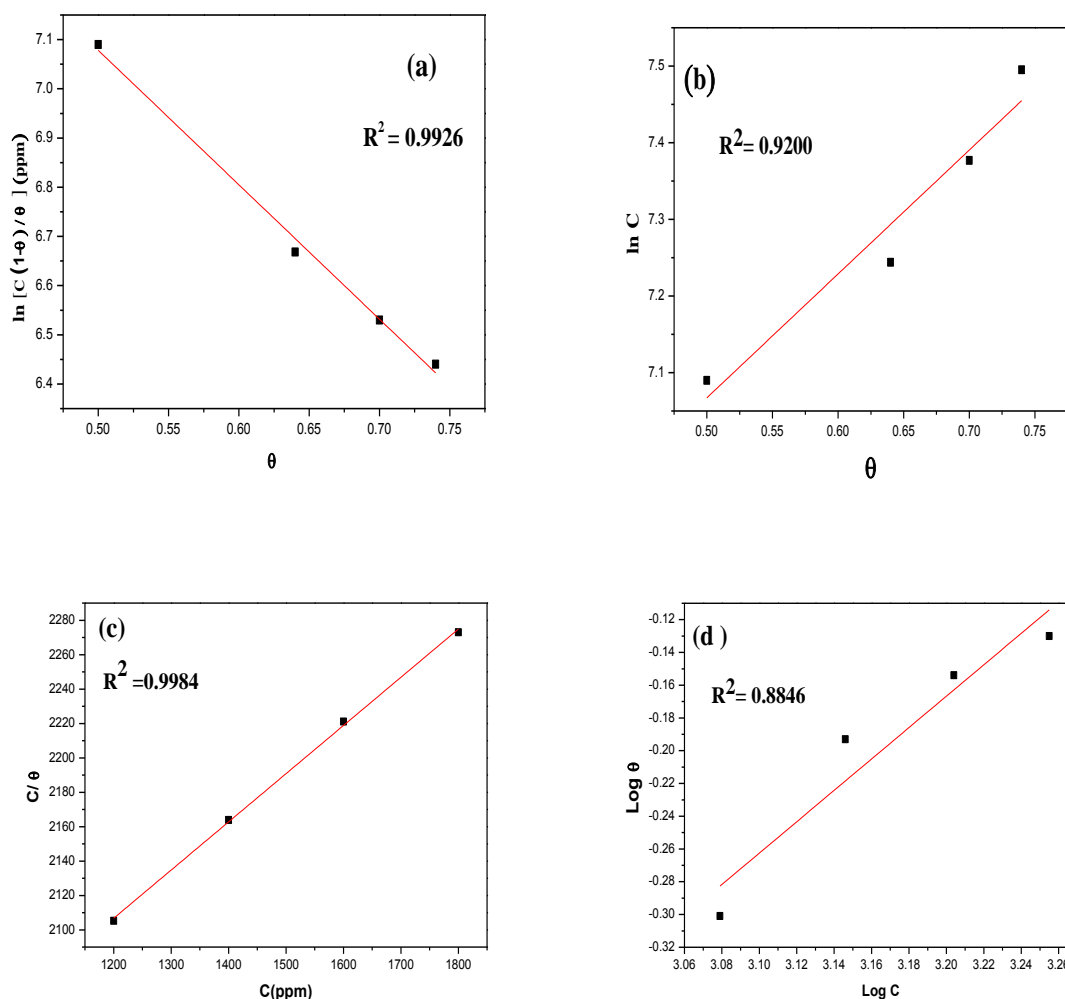 (a)
R² = 0.9926
ln [C (1-θ) / θ ] (ppm)
7.1
7.0
6.9
6.8
6.7
6.6
6.5
6.4
0.50 0.55 0.60 0.65 0.70 0.75
θ
(b)
R²= 0.9200
ln C
7.5
7.4
7.3
7.2
7.1
0.50 0.55 0.60 0.65 0.70 0.75
θ
(c)
R² =0.9984
C/ θ
2280
2260
2240
2220
2200
2180
2160
2140
2120
2100
1200 1300 1400 1500 1600 1700 1800
C(ppm)
(d )
R²= 0.8846
Log θ
-0.12
-0.14
-0.16
-0.18
-0.20
-0.22
-0.24
-0.26
-0.28
-0.30
-0.32
3.06 3.08 3.10 3.12 3.14 3.16 3.18 3.20 3.22 3.24 3.26
Log C